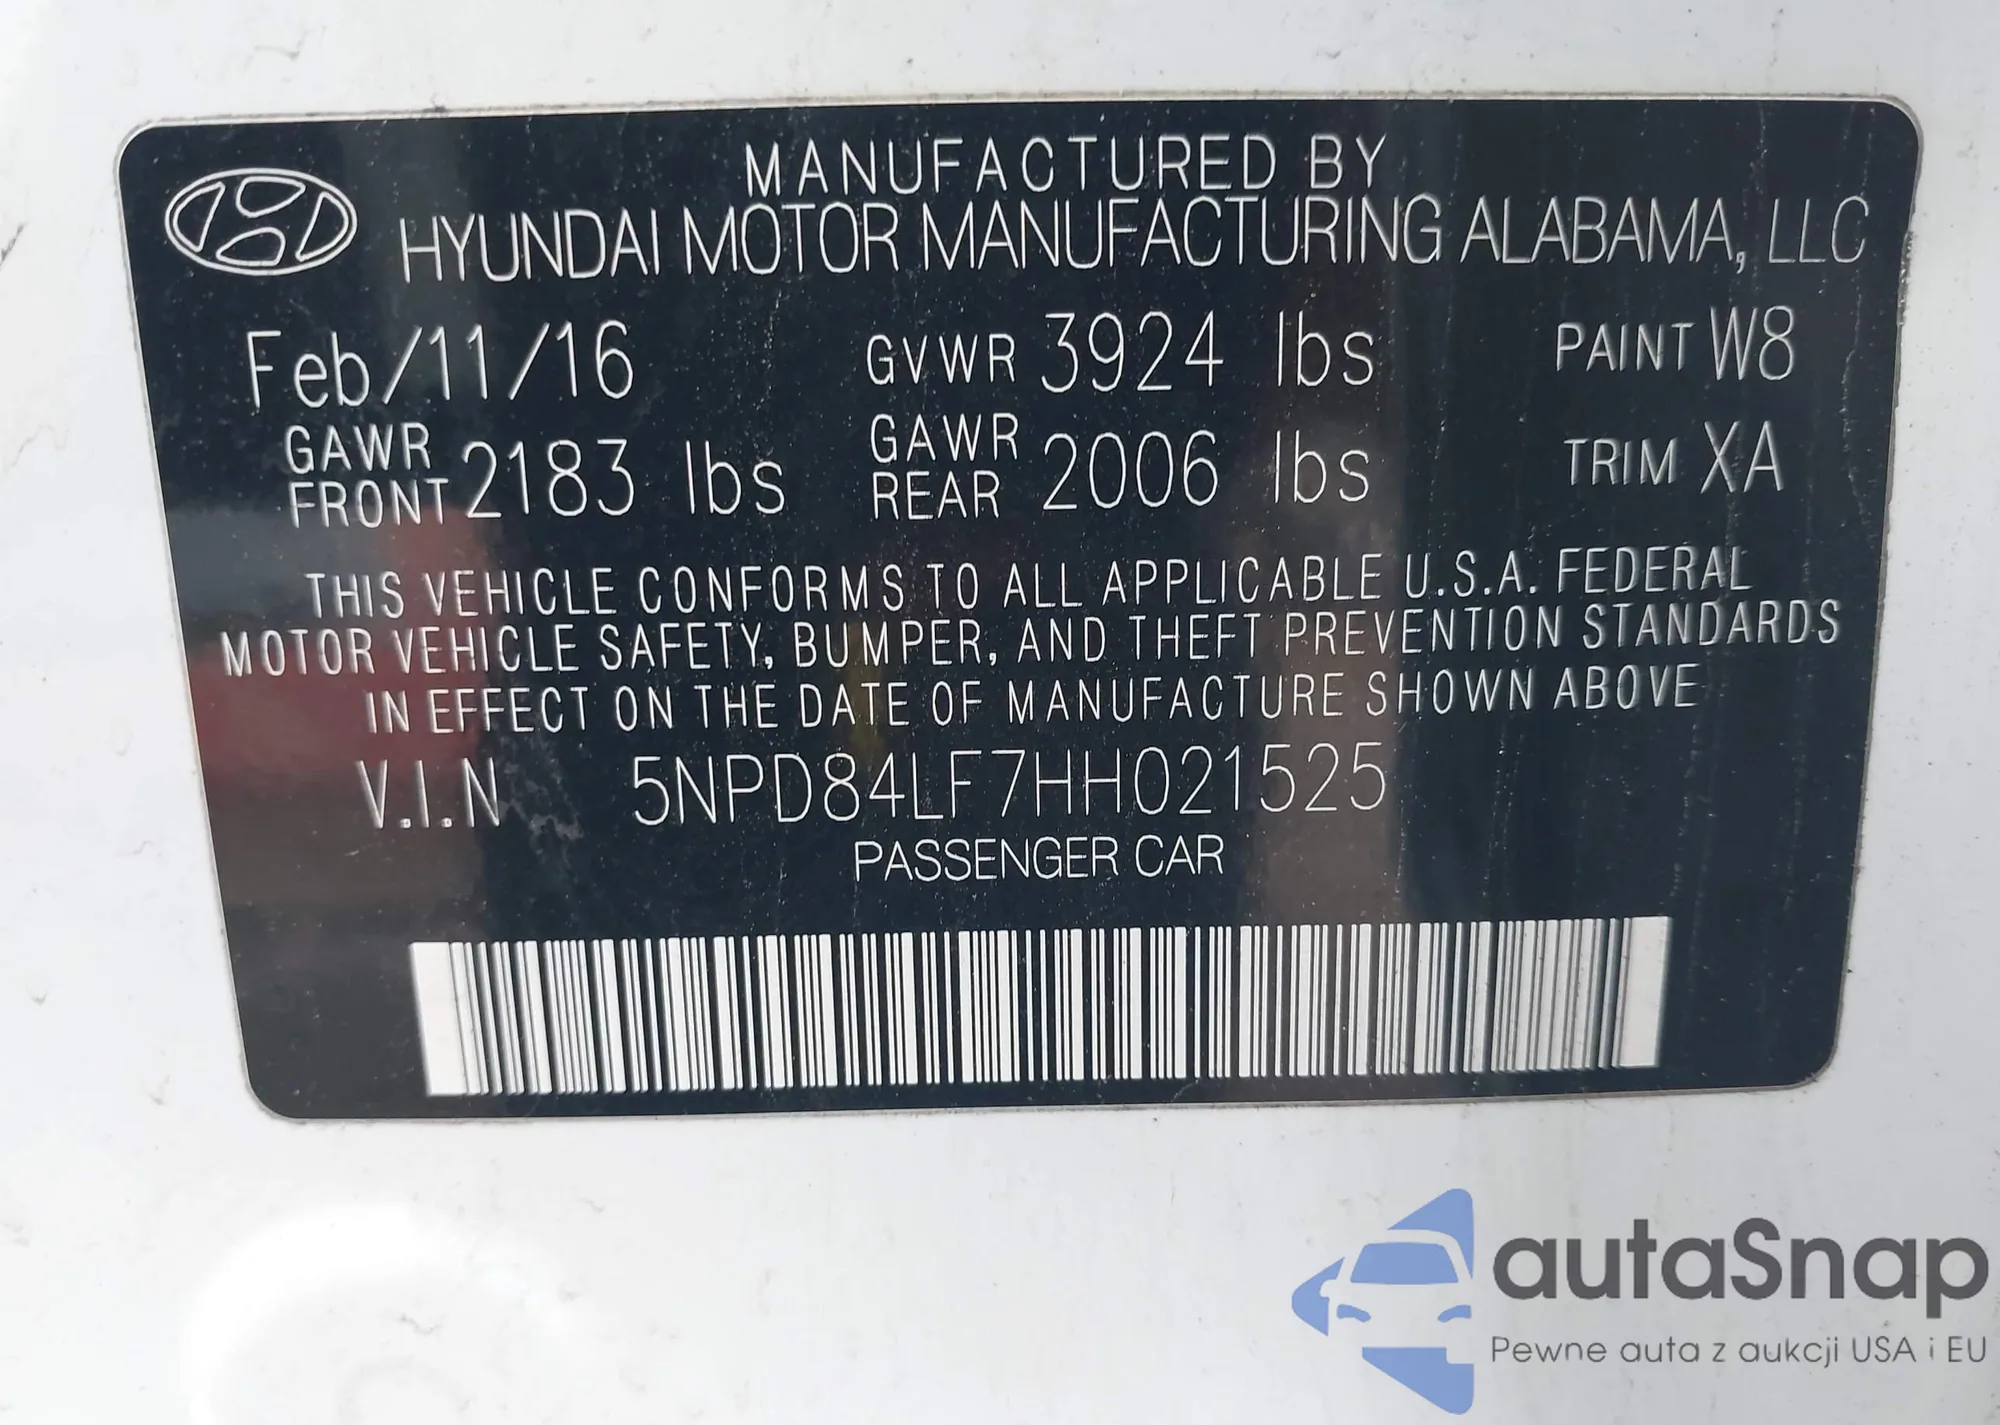 MANUFACTURED BY
HYUNDAI MOTOR MANUFACTURING ALABAMA, LLC
Feb/11/16 GVWR 3924 lbs PAINT W8
GAWR FRONT 2183 lbs GAWR REAR 2006 lbs TRIM XA
THIS VEHICLE CONFORMS TO ALL APPLICABLE U.S.A. FEDERAL
MOTOR VEHICLE SAFETY, BUMPER, AND THEFT PREVENTION STANDARDS
IN EFFECT ON THE DATE OF MANUFACTURE SHOWN ABOVE
V.I.N 5NPD84LF7HH021525
PASSENGER CAR
autaSnap
Pewne auta z aukcji USA i EU